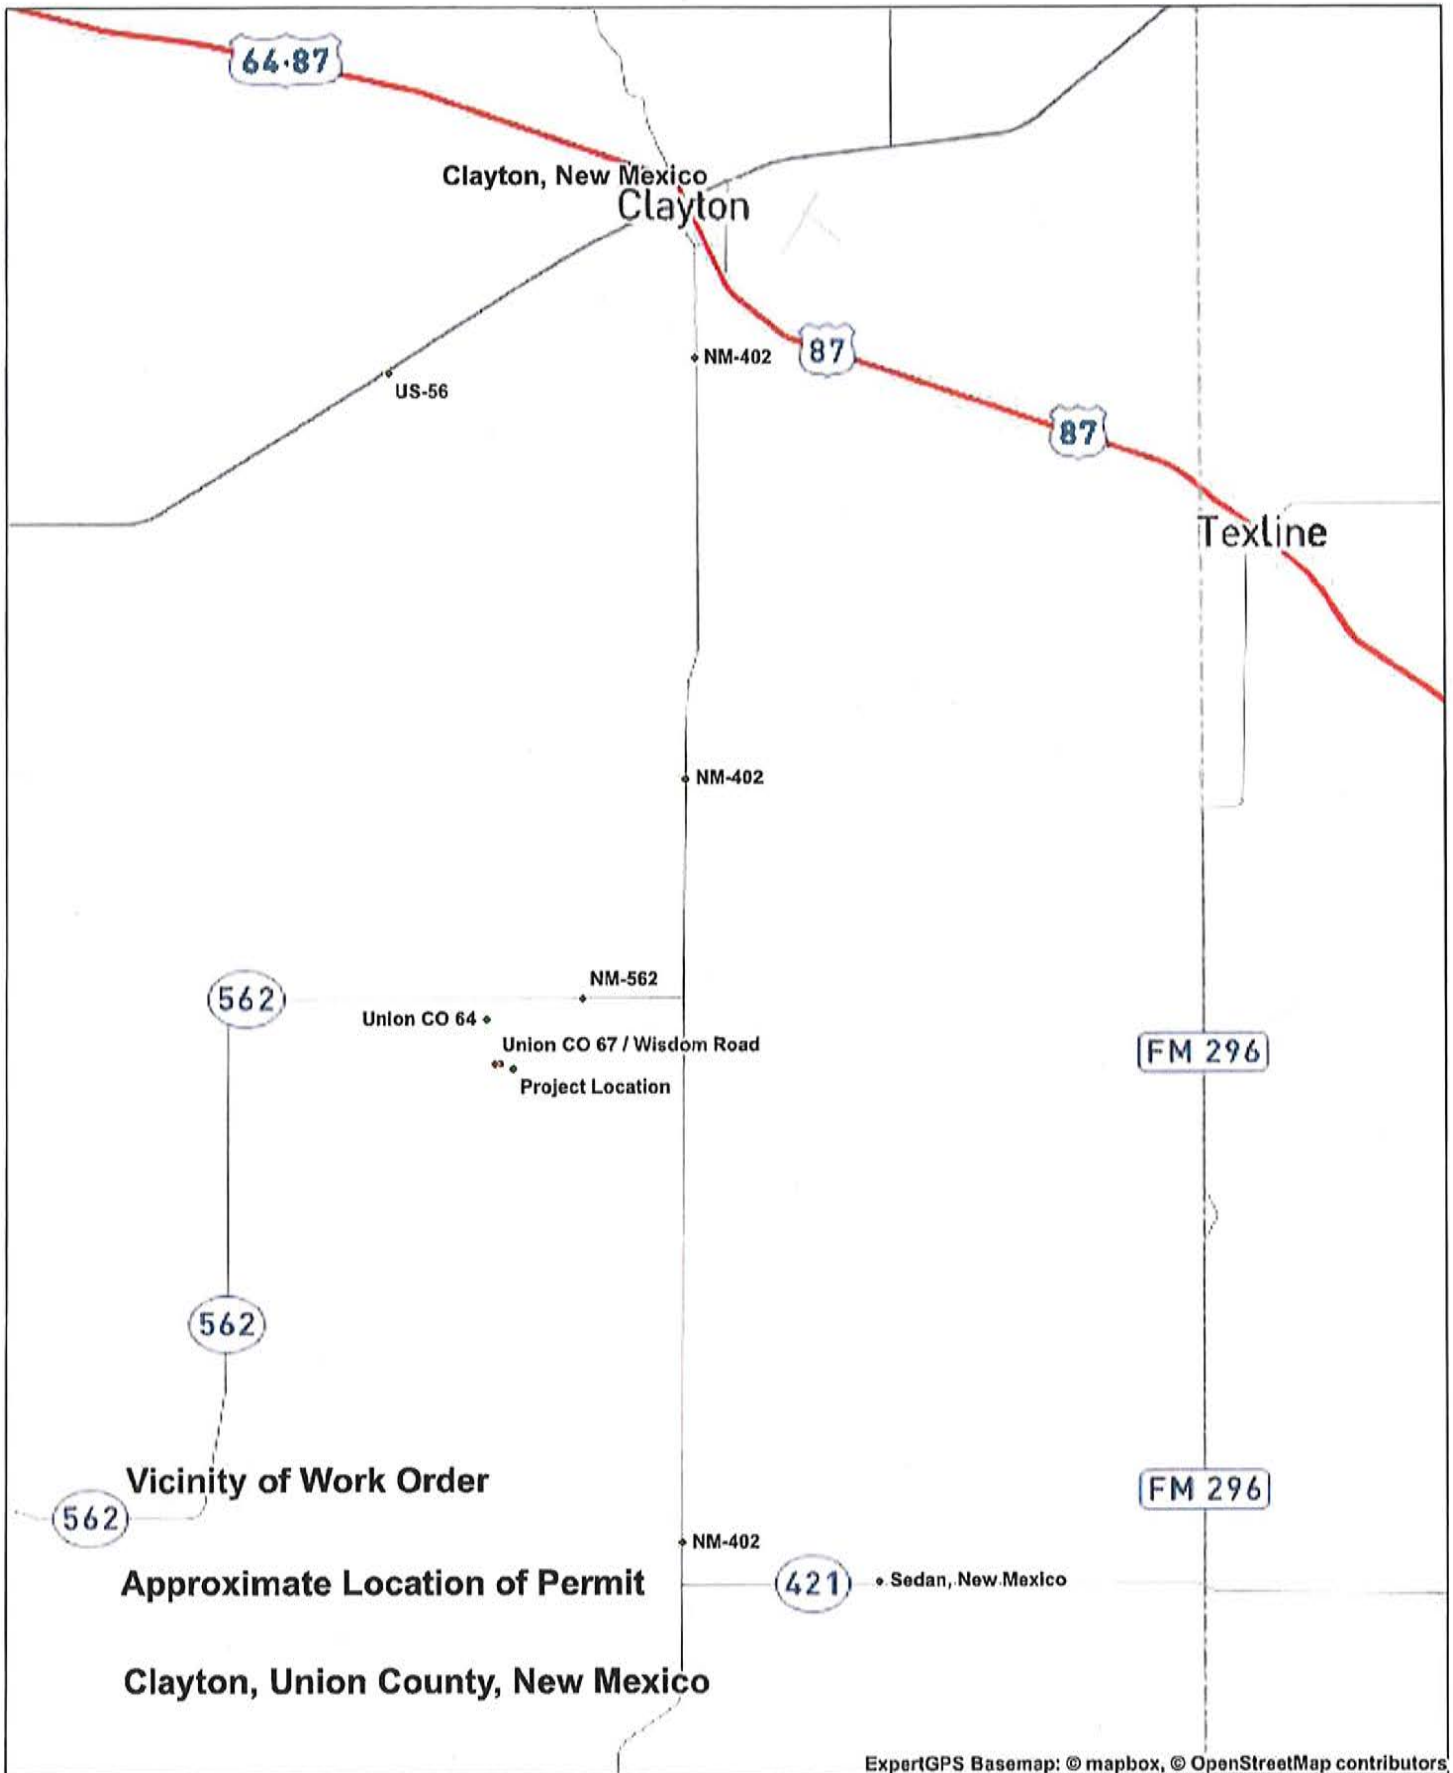 64·87
Clayton, New Mexico
Clayton
NM-402
87
US-56
87
Texline
NM-402
NM-562
562
Union CO 64
Union CO 67 / Wisdom Road
FM 296
Project Location
562
Vicinity of Work Order
FM 296
562
NM-402
Approximate Location of Permit
421
Sedan, New Mexico
Clayton, Union County, New Mexico
ExpertGPS Basemap: © mapbox, © OpenStreetMap contributors